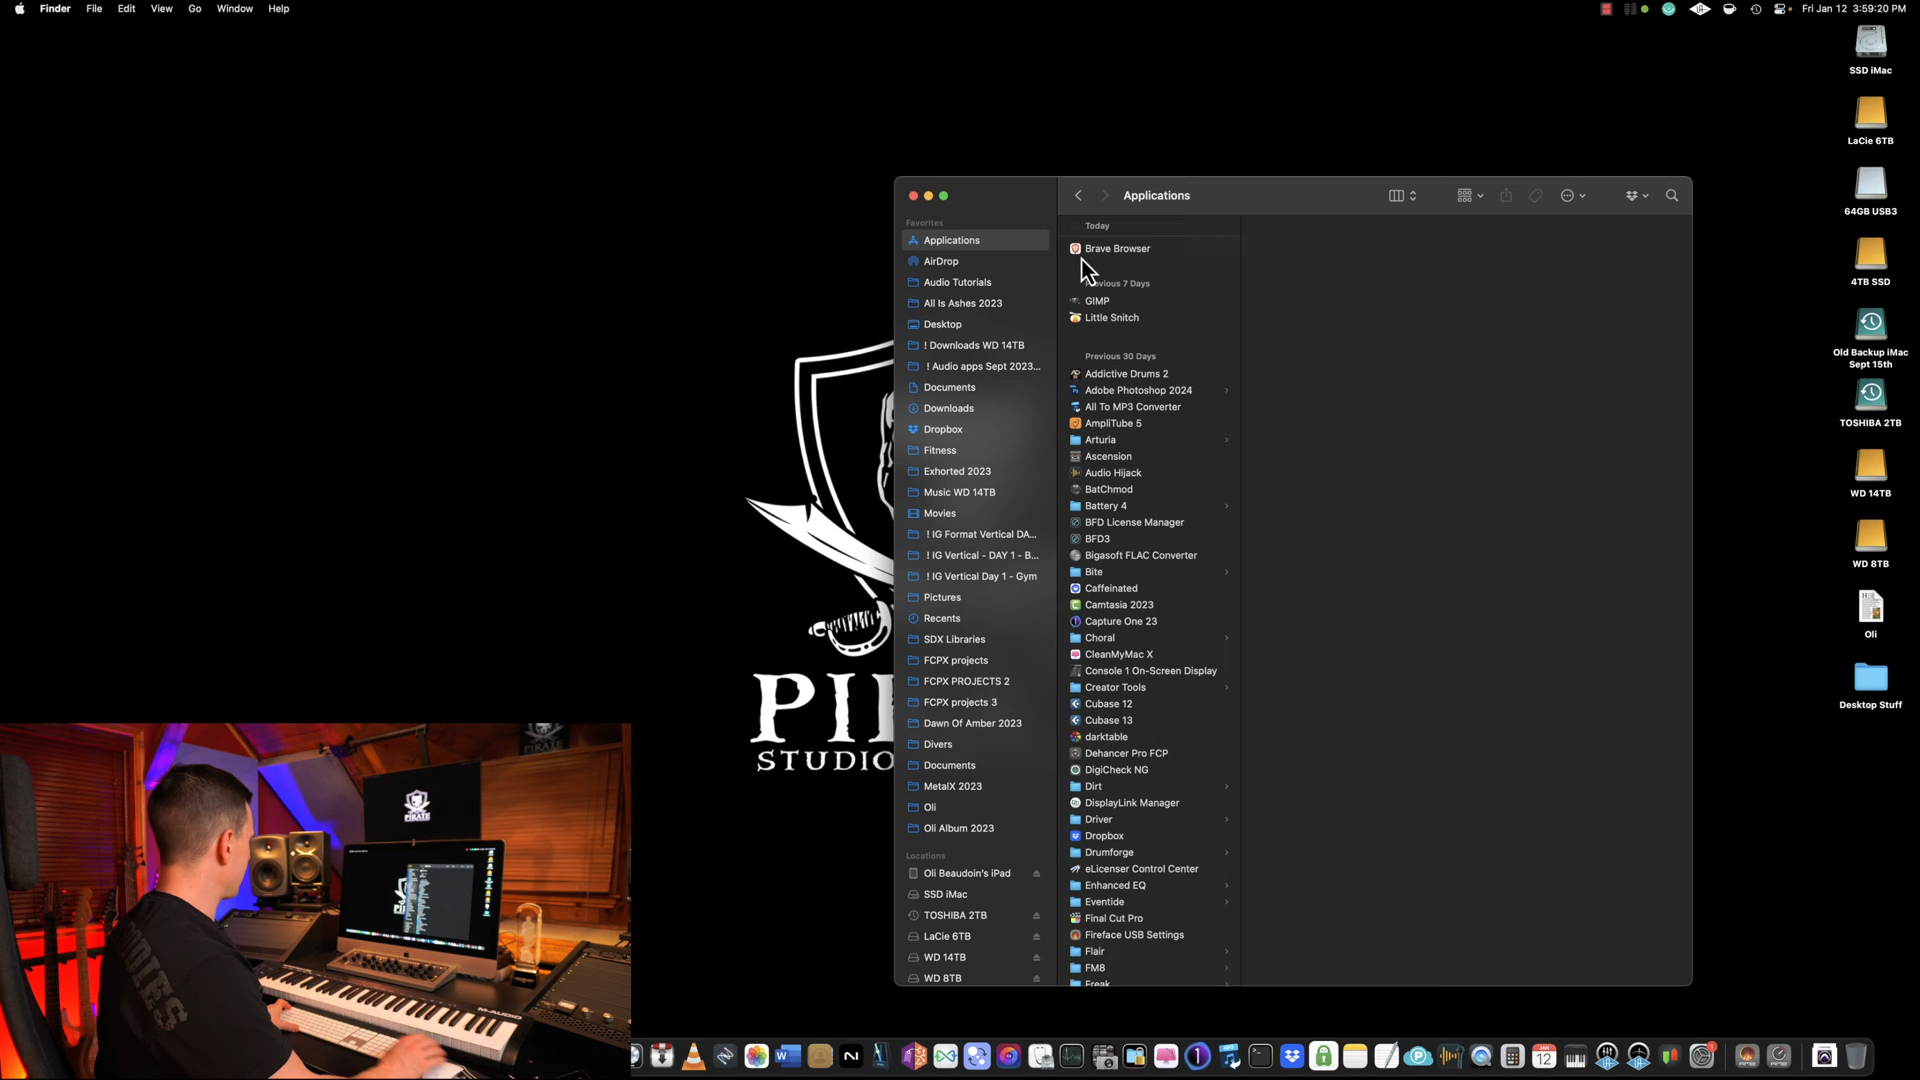 Finder File Edit View Go Window Help
Fri Jan 12 3:59:20 PM
SSD iMac
LaCie 6TB
64GB USB3
4TB SSD
Old Backup iMac
Sept 15th
TOSHIBA 2TB
WD 14TB
WD 8TB
Oli
Desktop Stuff
Applications
Favorites
Applications
AirDrop
Audio Tutorials
All Is Ashes 2023
Desktop
! Downloads WD 14TB
! Audio apps Sept 2023...
Documents
Downloads
Dropbox
Fitness
Exhorted 2023
Music WD 14TB
Movies
! IG Format Vertical DA...
! IG Vertical - DAY 1 - B...
! IG Vertical Day 1 - Gym
Pictures
Recents
SDX Libraries
FCPX projects
FCPX PROJECTS 2
FCPX projects 3
Dawn Of Amber 2023
Divers
Documents
MetalX 2023
Oli
Oli Album 2023
Locations
Oli Beaudoin's iPad
SSD iMac
TOSHIBA 2TB
LaCie 6TB
WD 14TB
WD 8TB
Today
Brave Browser
Previous 7 Days
GIMP
Little Snitch
Previous 30 Days
Addictive Drums 2
Adobe Photoshop 2024
All To MP3 Converter
AmpliTube 5
Arturia
Ascension
Audio Hijack
BatChmod
Battery 4
BFD License Manager
BFD3
Bigasoft FLAC Converter
Bite
Caffeinated
Camtasia 2023
Capture One 23
Choral
CleanMyMac X
Console 1 On-Screen Display
Creator Tools
Cubase 12
Cubase 13
darktable
Dehancer Pro FCP
DigiCheck NG
Dirt
DisplayLink Manager
Driver
Dropbox
Drumforge
eLicenser Control Center
Enhanced EQ
Eventide
Final Cut Pro
Fireface USB Settings
Flair
FM8
Freak
STUDIO
PIRATE
M-AUDIO